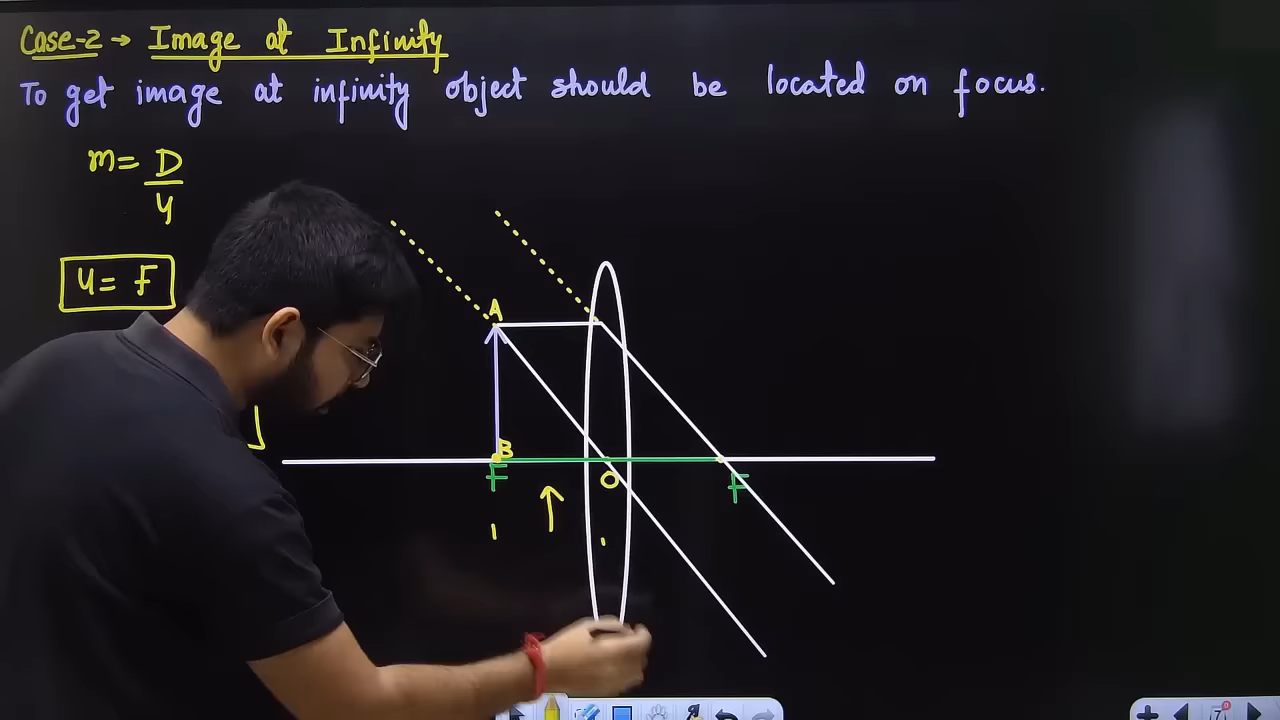 Case-2 → Image at Infinity
To get image at infinity object should be located on focus.
m = D
u
u = F
A
B
F
O
F